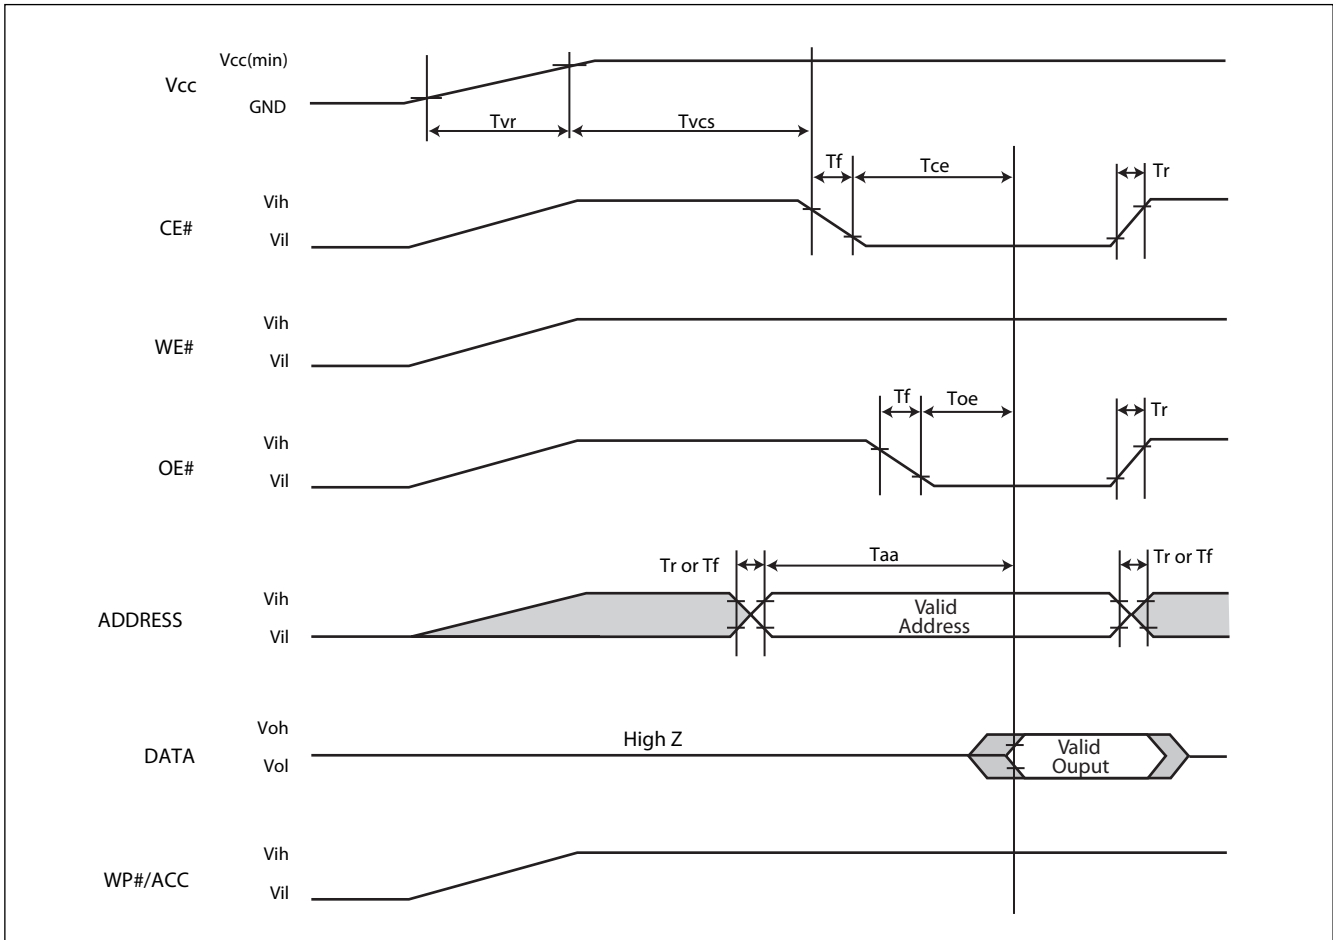 Vcc(min)
Vcc
GND
Tvr
Tvcs
Tf
Tce
Tr
Vih
CE#
Vil
Vih
WE#
Vil
Tf
Toe
Tr
Vih
OE#
Vil
Tr or Tf
Taa
Tr or Tf
Vih
ADDRESS
Vil
Valid
Address
Voh
DATA
Vol
High Z
Valid
Ouput
Vih
WP#/ACC
Vil